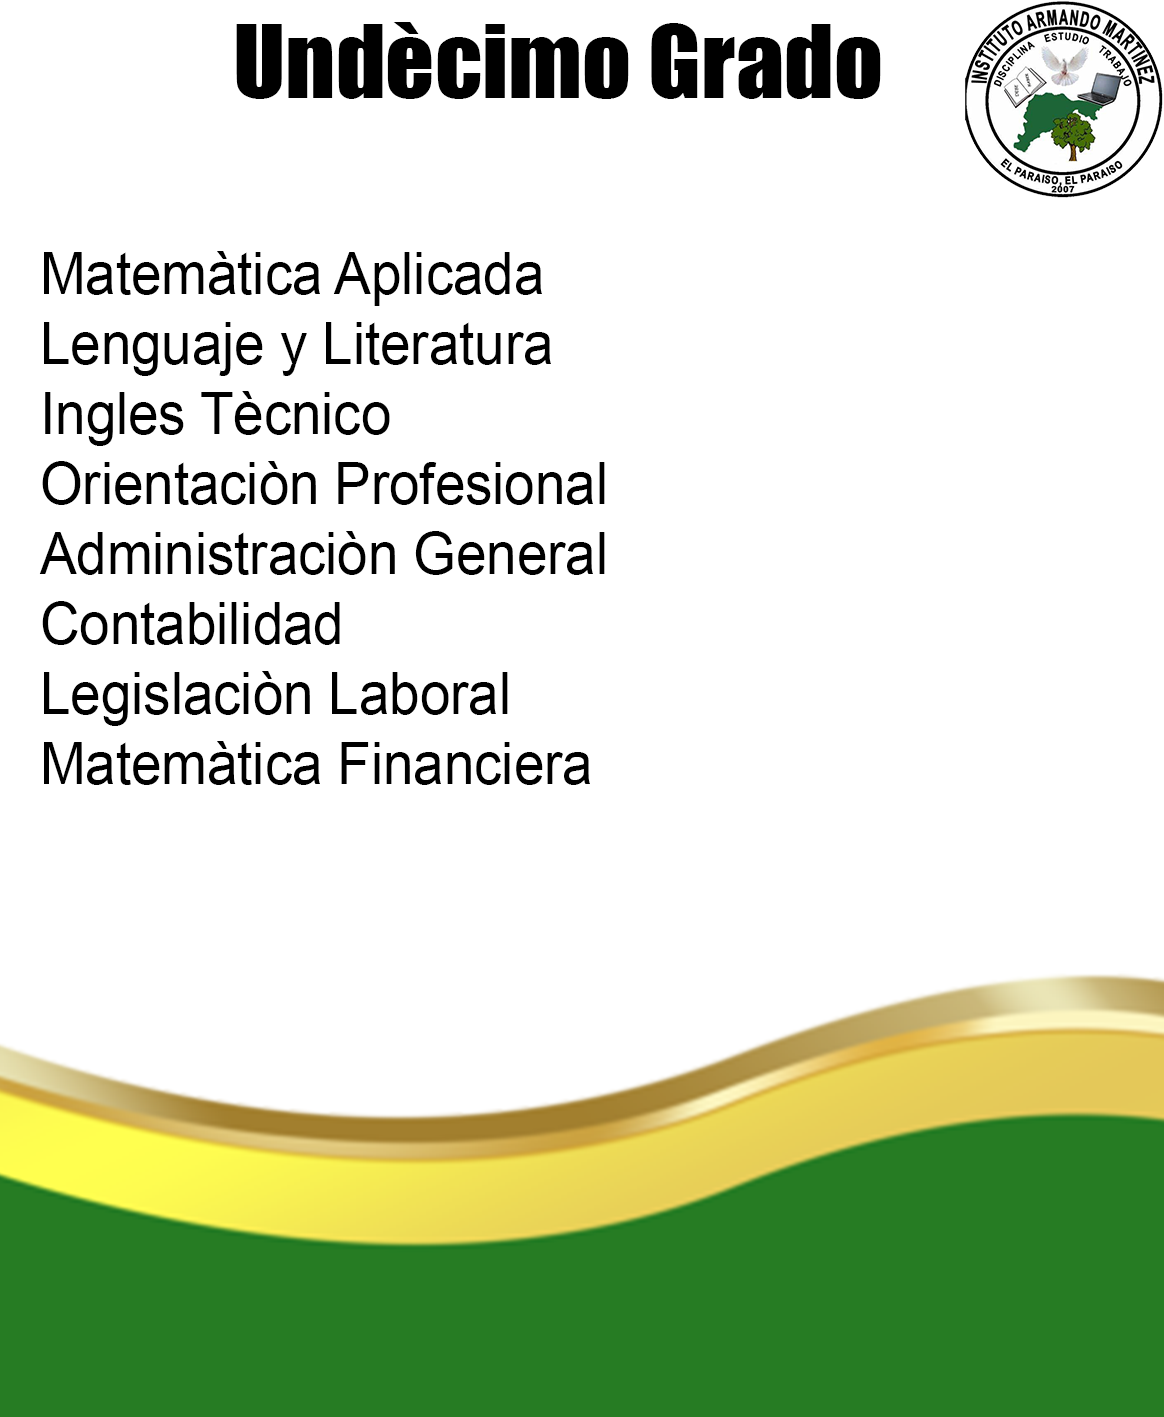 Undècimo Grado
INSTITUTO ARMANDO MARTINEZ
DISCIPLINA ESTUDIO TRABAJO
EL PARAISO, EL PARAISO
2007
Matemàtica Aplicada
Lenguaje y Literatura
Ingles Tècnico
Orientaciòn Profesional
Administraciòn General
Contabilidad
Legislaciòn Laboral
Matemàtica Financiera